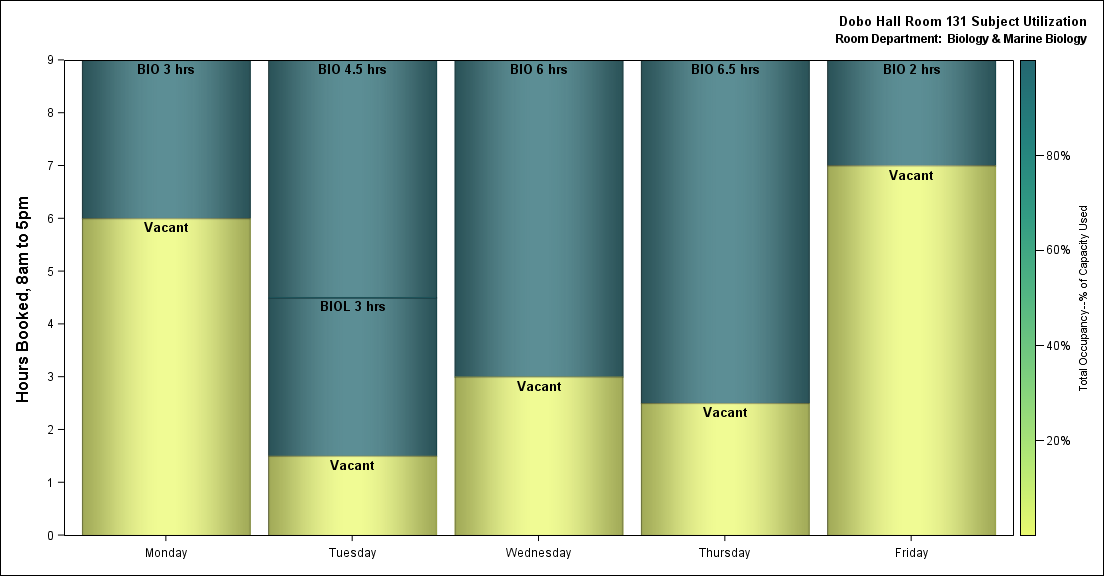 Dobo Hall Room 131 Subject Utilization
Room Department: Biology & Marine Biology
Hours Booked, 8am to 5pm
9
8
7
6
5
4
3
2
1
0
BIO 3 hrs
Vacant
BIO 4.5 hrs
BIOL 3 hrs
Vacant
BIO 6 hrs
Vacant
BIO 6.5 hrs
Vacant
BIO 2 hrs
Vacant
Monday
Tuesday
Wednesday
Thursday
Friday
80%
60%
40%
20%
Total Occupancy--% of Capacity Used